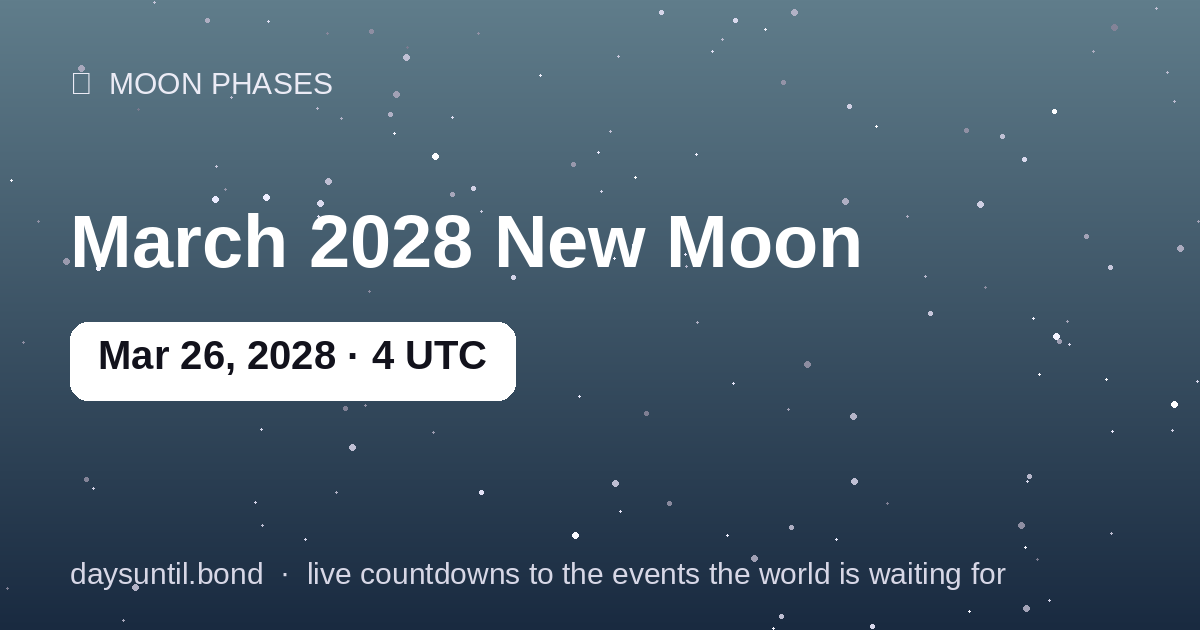 MOON PHASES
March 2028 New Moon
Mar 26, 2028 · 4 UTC
daysuntil.bond · live countdowns to the events the world is waiting for